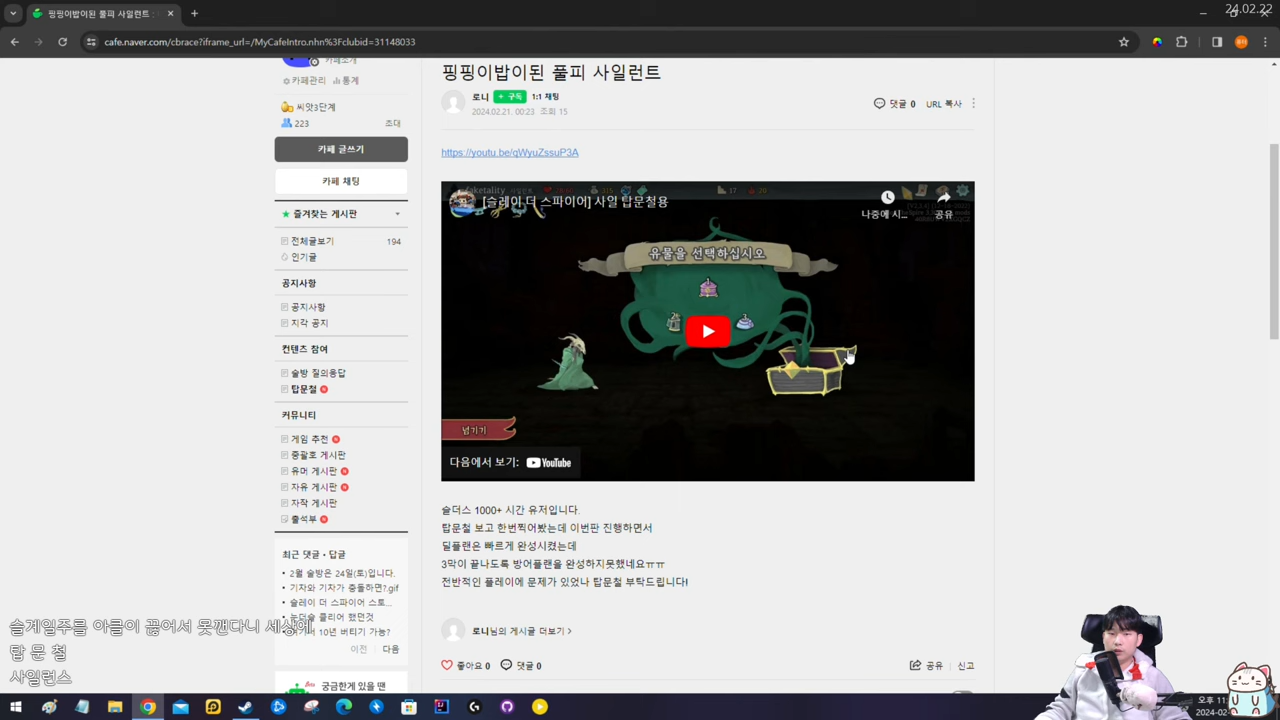 24.02.22
핑핑이밥이된 풀피 사일런트 :
cafe.naver.com/cbrace?iframe_url=/MyCafeIntro.nhn%3Fclubid=31148033
카페소개
카페관리 통계
씨앗3단계
223 초대
카페 글쓰기
카페 채팅
즐겨찾는 게시판
전체글보기 194
인기글
공지사항
공지사항
지각 공지
컨텐츠 참여
술방 질의응답
탑문철
커뮤니티
게임 추천
중괄호 게시판
유머 게시판
자유 게시판
자작 게시판
출석부
최근 댓글 · 답글
2월 술방은 24일(토)입니다.
기자와 기자가 충돌하면?.gif
슬레이 더 스파이어 스토...
이전 다음
궁금한게 있을 땐
핑핑이밥이된 풀피 사일런트
로니 + 구독 1:1 채팅
2024.02.21. 00:23 조회 15
댓글 0 URL 복사
https://youtu.be/qWyuZssuP3A
[슬레이 더 스파이어] 사일 탑문철용
나중에 시...
공유
유물을 선택하십시오
넘기기
다음에서 보기: YouTube
슬더스 1000+ 시간 유저입니다.
탑문철 보고 한번찍어봤는데 이번판 진행하면서
딜플랜은 빠르게 완성시켰는데
3막이 끝나도록 방어플랜을 완성하지못했네요ㅠㅠ
전반적인 플레이에 문제가 있었나 탑문철 부탁드립니다!
로니님의 게시글 더보기
좋아요 0 댓글 0
공유 신고
슬게일주를 아클이 끊어서 못깬다니 세상에
탑 문 철
사일런스